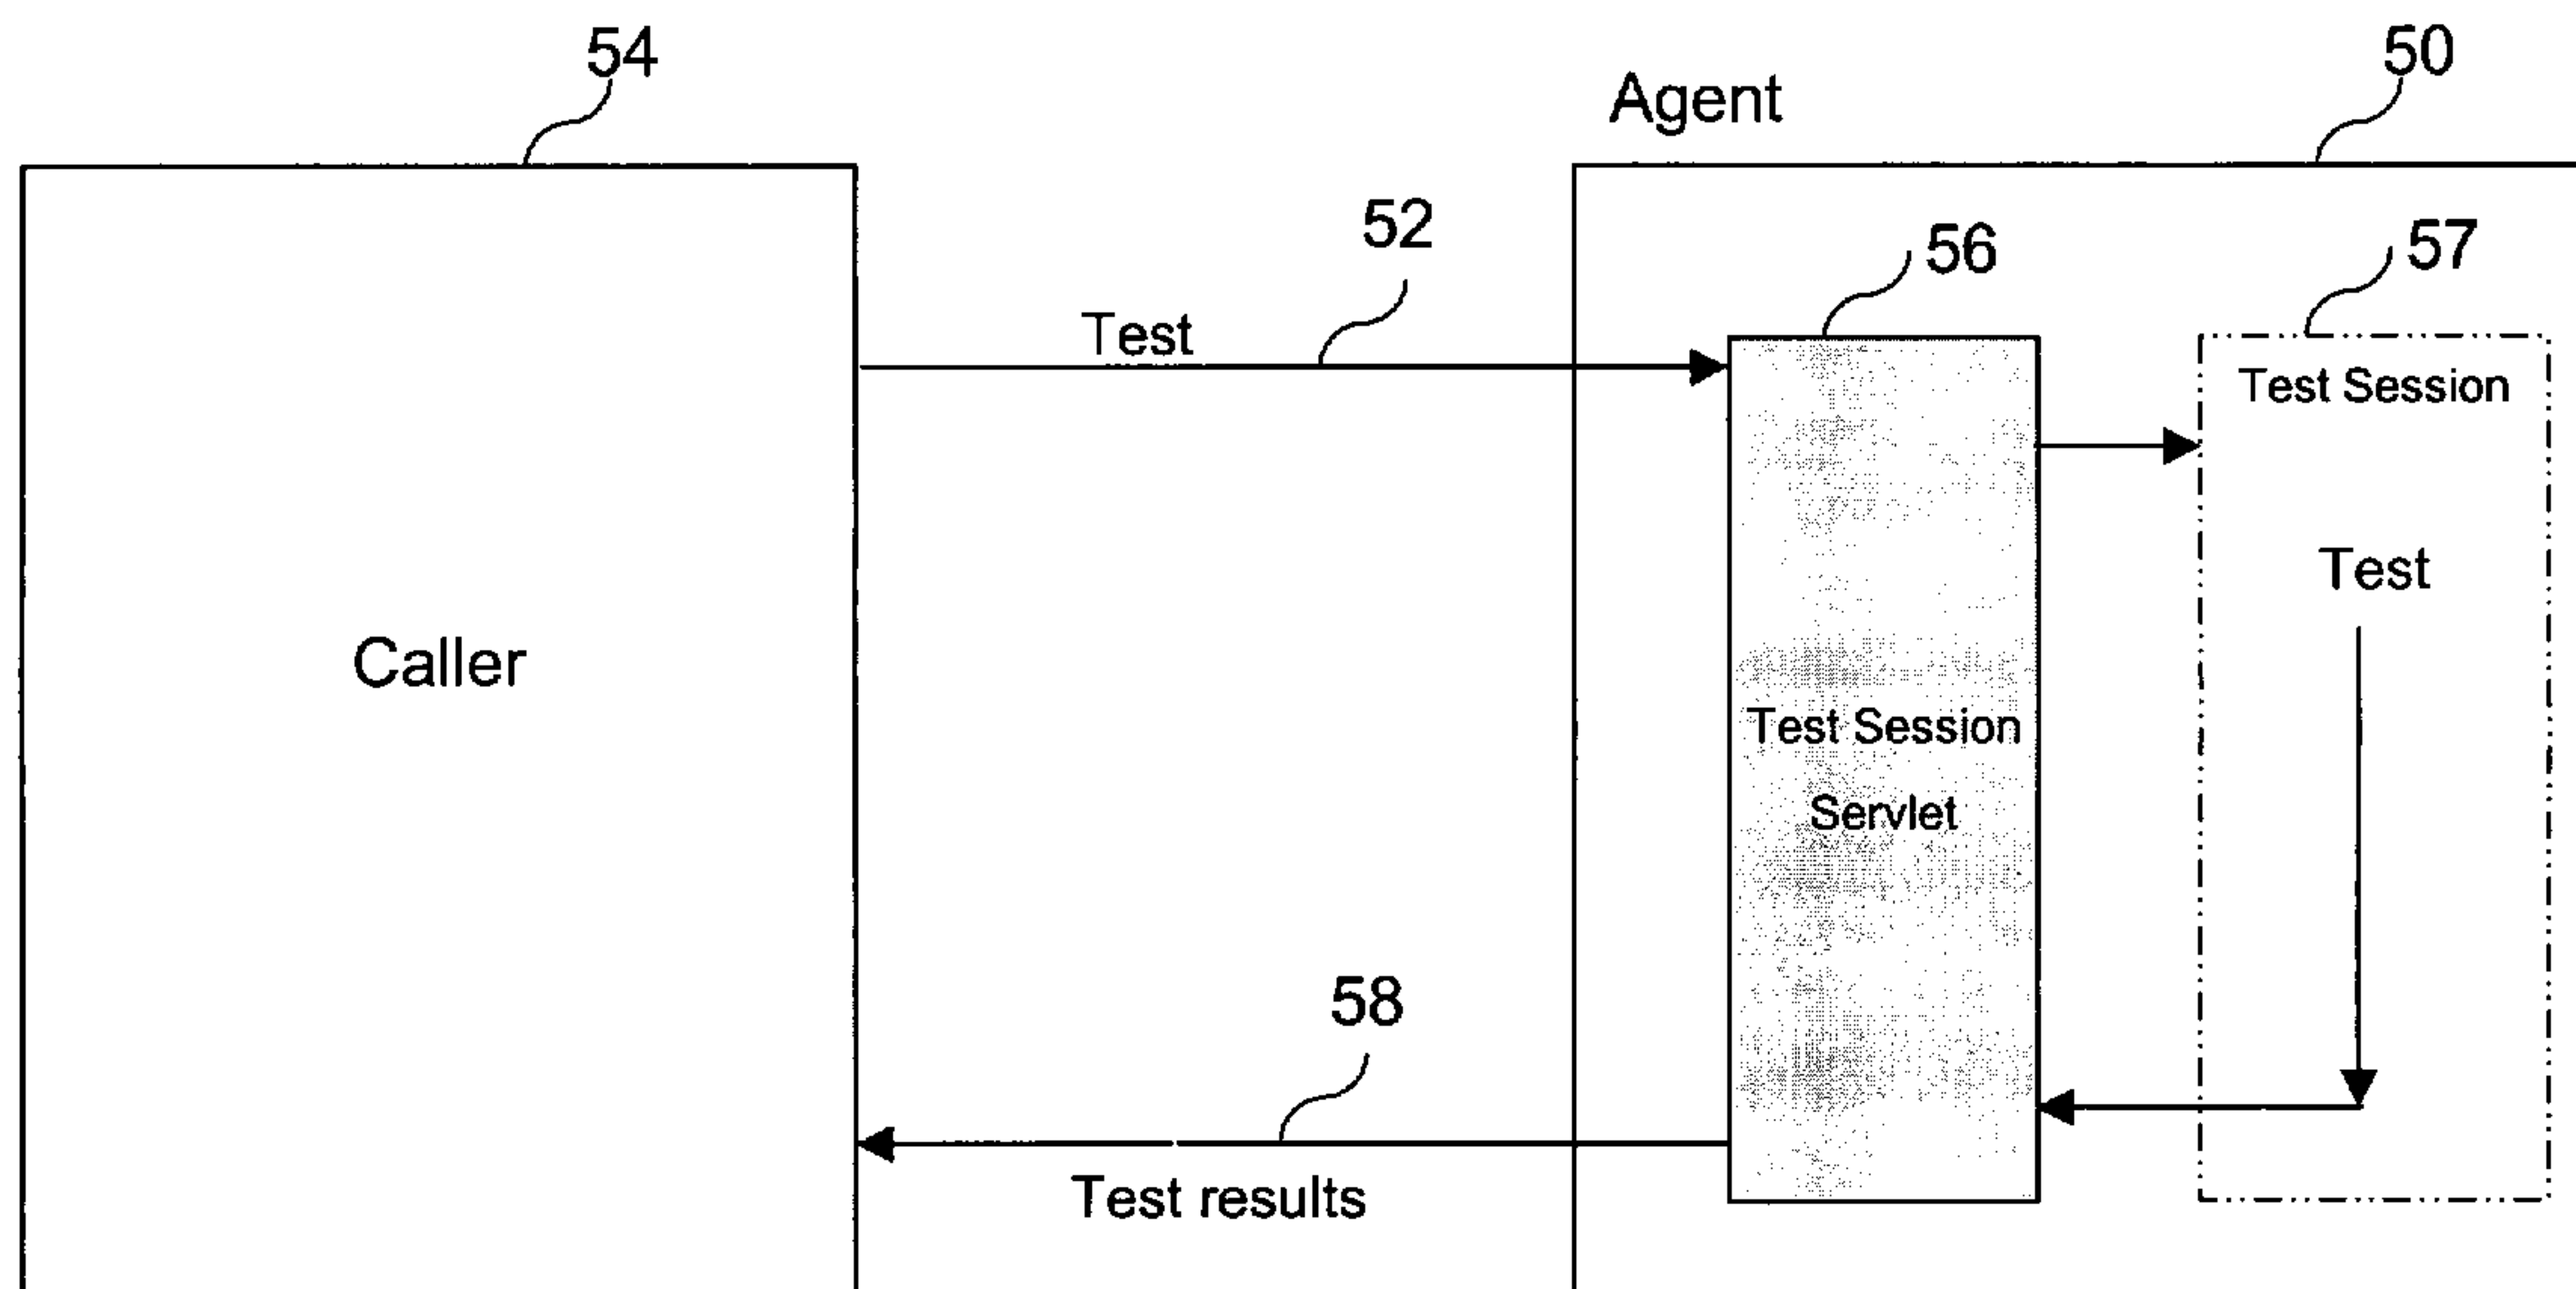 54
50
Agent
52
56
57
Test
Test Session
Test
Caller
Test Session
Servlet
58
Test results